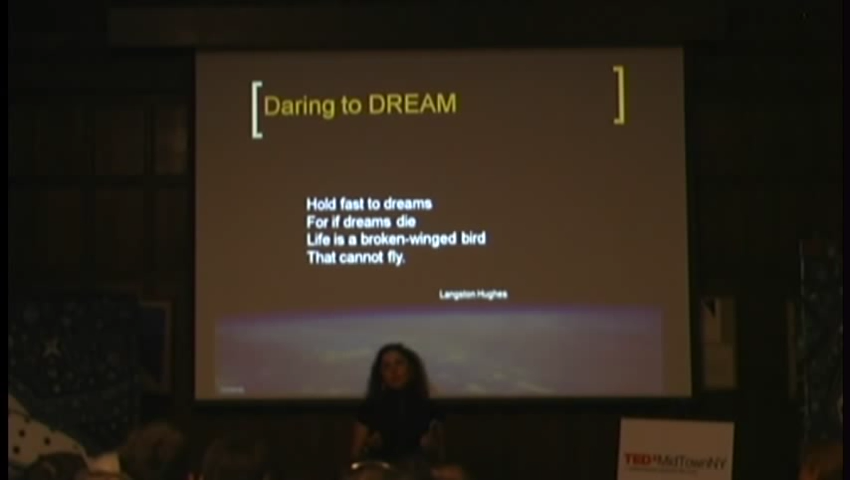 [ Daring to DREAM ]
Hold fast to dreams
For if dreams die
Life is a broken-winged bird
That cannot fly.
Langston Hughes
TEDxMidTownNY